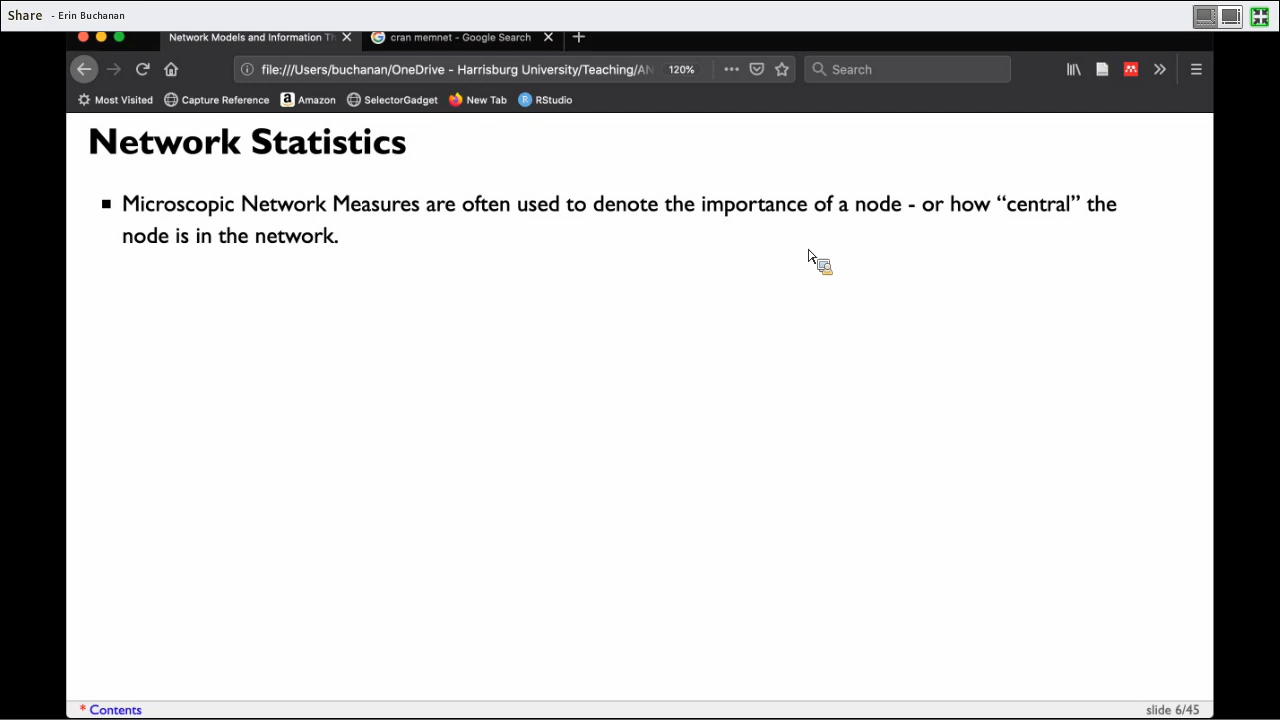 Share - Erin Buchanan
Network Models and Information Th
cran memnet - Google Search
file:///Users/buchanan/OneDrive - Harrisburg University/Teaching/AN
120%
Search
Most Visited Capture Reference Amazon SelectorGadget New Tab RStudio
Network Statistics
Microscopic Network Measures are often used to denote the importance of a node - or how “central” the
node is in the network.
* Contents
slide 6/45